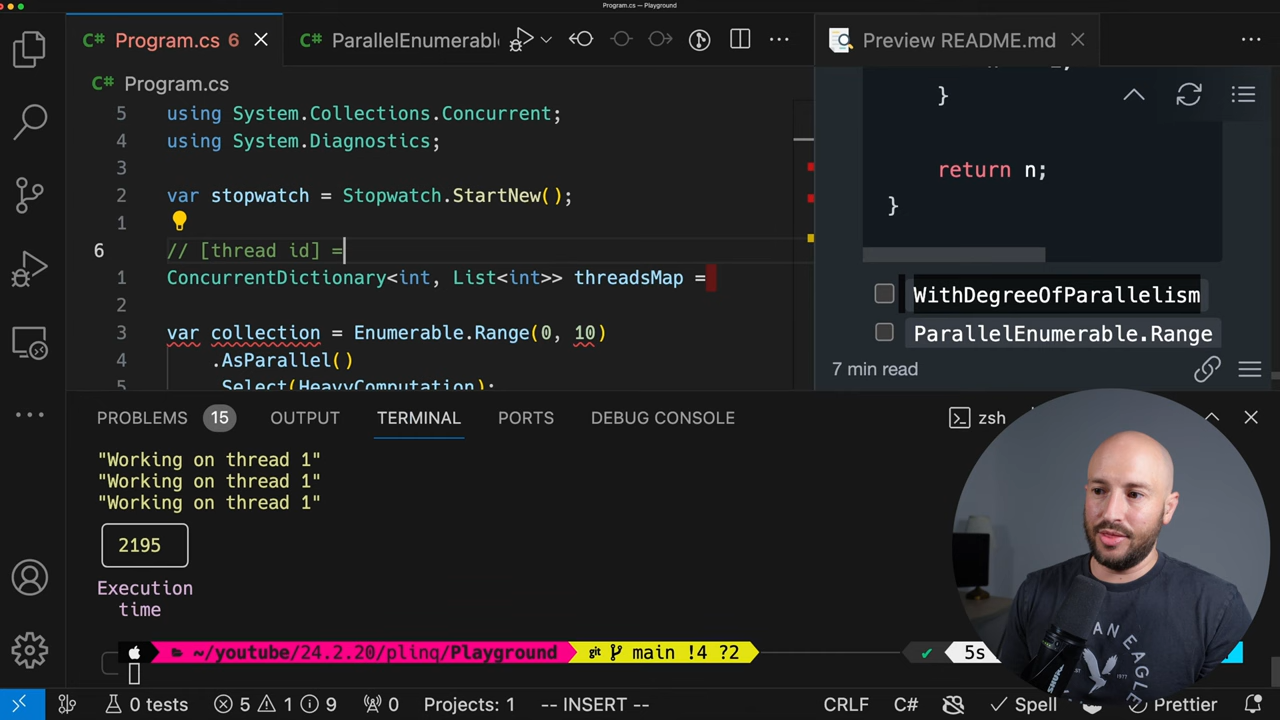 Program.cs — Playground
C# Program.cs 6
C# ParallelEnumerabl
Preview README.md
C# Program.cs
5 using System.Collections.Concurrent;
4 using System.Diagnostics;
3
2 var stopwatch = Stopwatch.StartNew();
1
6 // [thread id] =
1 ConcurrentDictionary<int, List<int>> threadsMap =
2
3 var collection = Enumerable.Range(0, 10)
4 .AsParallel()
5 .Select(HeavyComputation);
}
return n;
}
WithDegreeOfParallelism
ParallelEnumerable.Range
7 min read
PROBLEMS 15 OUTPUT TERMINAL PORTS DEBUG CONSOLE
zsh
"Working on thread 1"
"Working on thread 1"
"Working on thread 1"
2195
Execution
time
~/youtube/24.2.20/plinq/Playground git main !4 ?2
5s
AN EAGLE
0 tests 5 1 9 0 Projects: 1 -- INSERT -- CRLF C# Spell Prettier